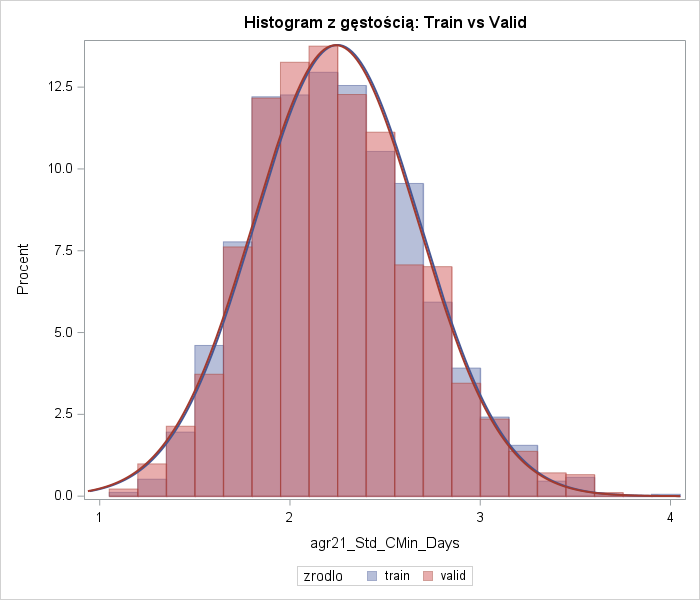 Histogram z gęstością: Train vs Valid
12.5
10.0
7.5
5.0
2.5
0.0
Procent
1 2 3 4
agr21_Std_CMin_Days
zrodlo train valid